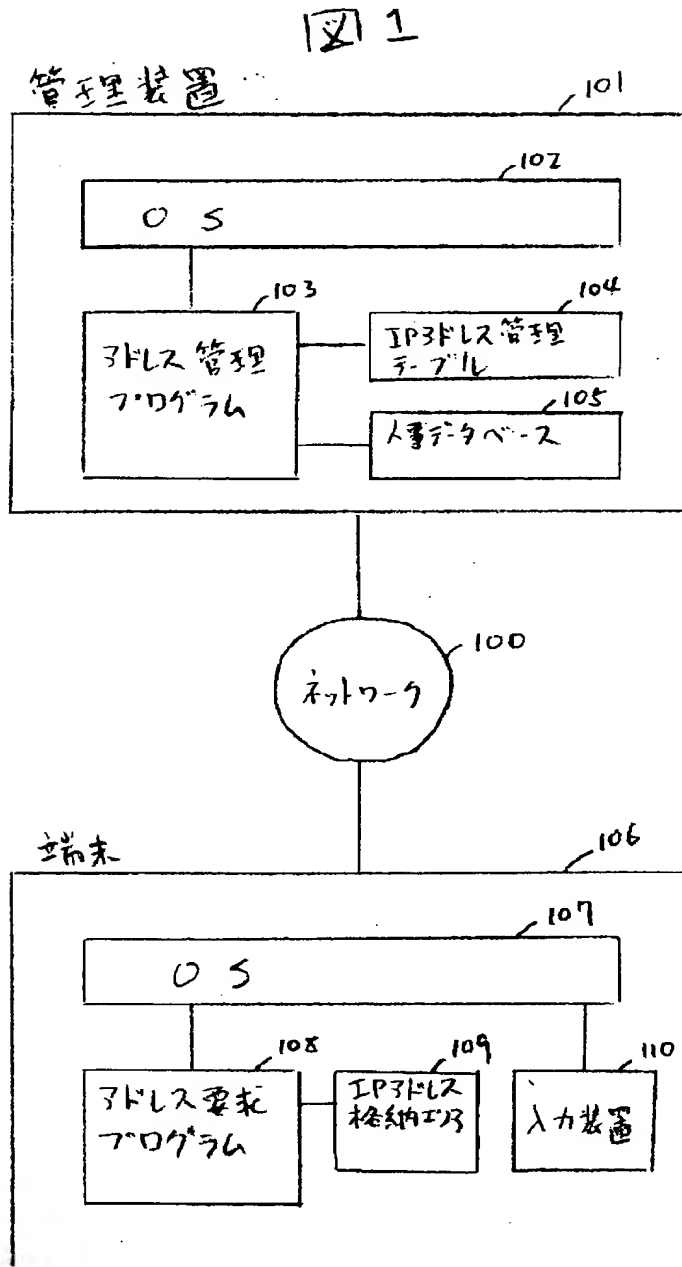 図1
管理装置
101
102
OS
103
アドレス管理
プログラム
104
IPアドレス管理
テーブル
105
人事データベース
100
ネットワーク
端末
106
107
OS
108
アドレス要求
プログラム
109
IPアドレス
格納エリア
110
入力装置